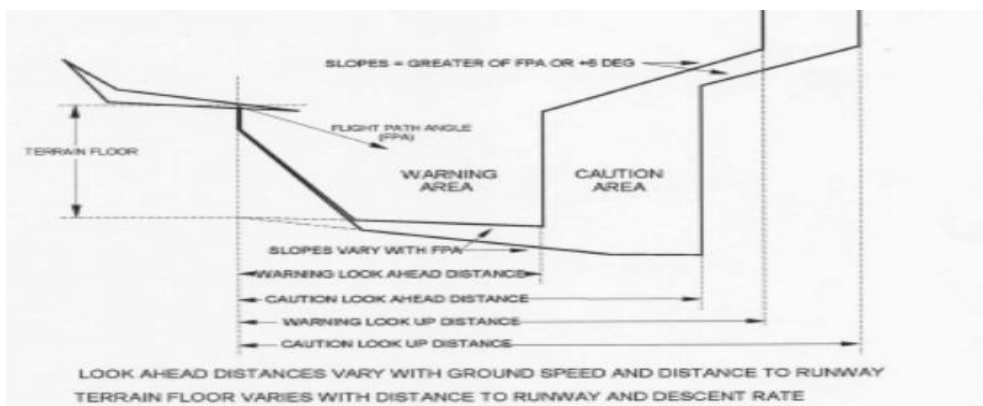 SLOPES = GREATER OF FPA OR +6 DEG
FLIGHT PATH ANGLE
(FPA)
TERRAIN FLOOR
WARNING
AREA
CAUTION
AREA
SLOPES VARY WITH FPA
WARNING LOOK AHEAD DISTANCE
CAUTION LOOK AHEAD DISTANCE
WARNING LOOK UP DISTANCE
CAUTION LOOK UP DISTANCE
LOOK AHEAD DISTANCES VARY WITH GROUND SPEED AND DISTANCE TO RUNWAY
TERRAIN FLOOR VARIES WITH DISTANCE TO RUNWAY AND DESCENT RATE